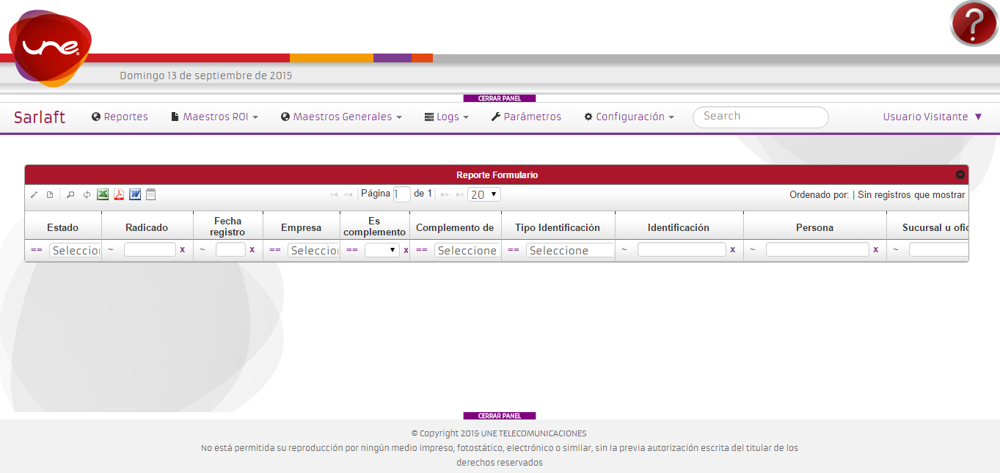 une
?
Domingo 13 de septiembre de 2015
CERRAR PANEL
Sarlaft Reportes Maestros ROI Maestros Generales Logs Parámetros Configuración Search Usuario Visitante ▼
Reporte Formulario
Página 1 de 1 20 Ordenado por: | Sin registros que mostrar
Estado Radicado Fecha registro Empresa Es complemento Complemento de Tipo Identificación Identificación Persona Sucursal u ofic
== Seleccion ~ x ~ x == Seleccion == x == Seleccione == Seleccione ~ x ~ x ~
CERRAR PANEL
© Copyright 2015-UNE TELECOMUNICACIONES
No está permitida su reproducción por ningún medio impreso, fotostático, electrónico o similar, sin la previa autorización escrita del titular de los
derechos reservados